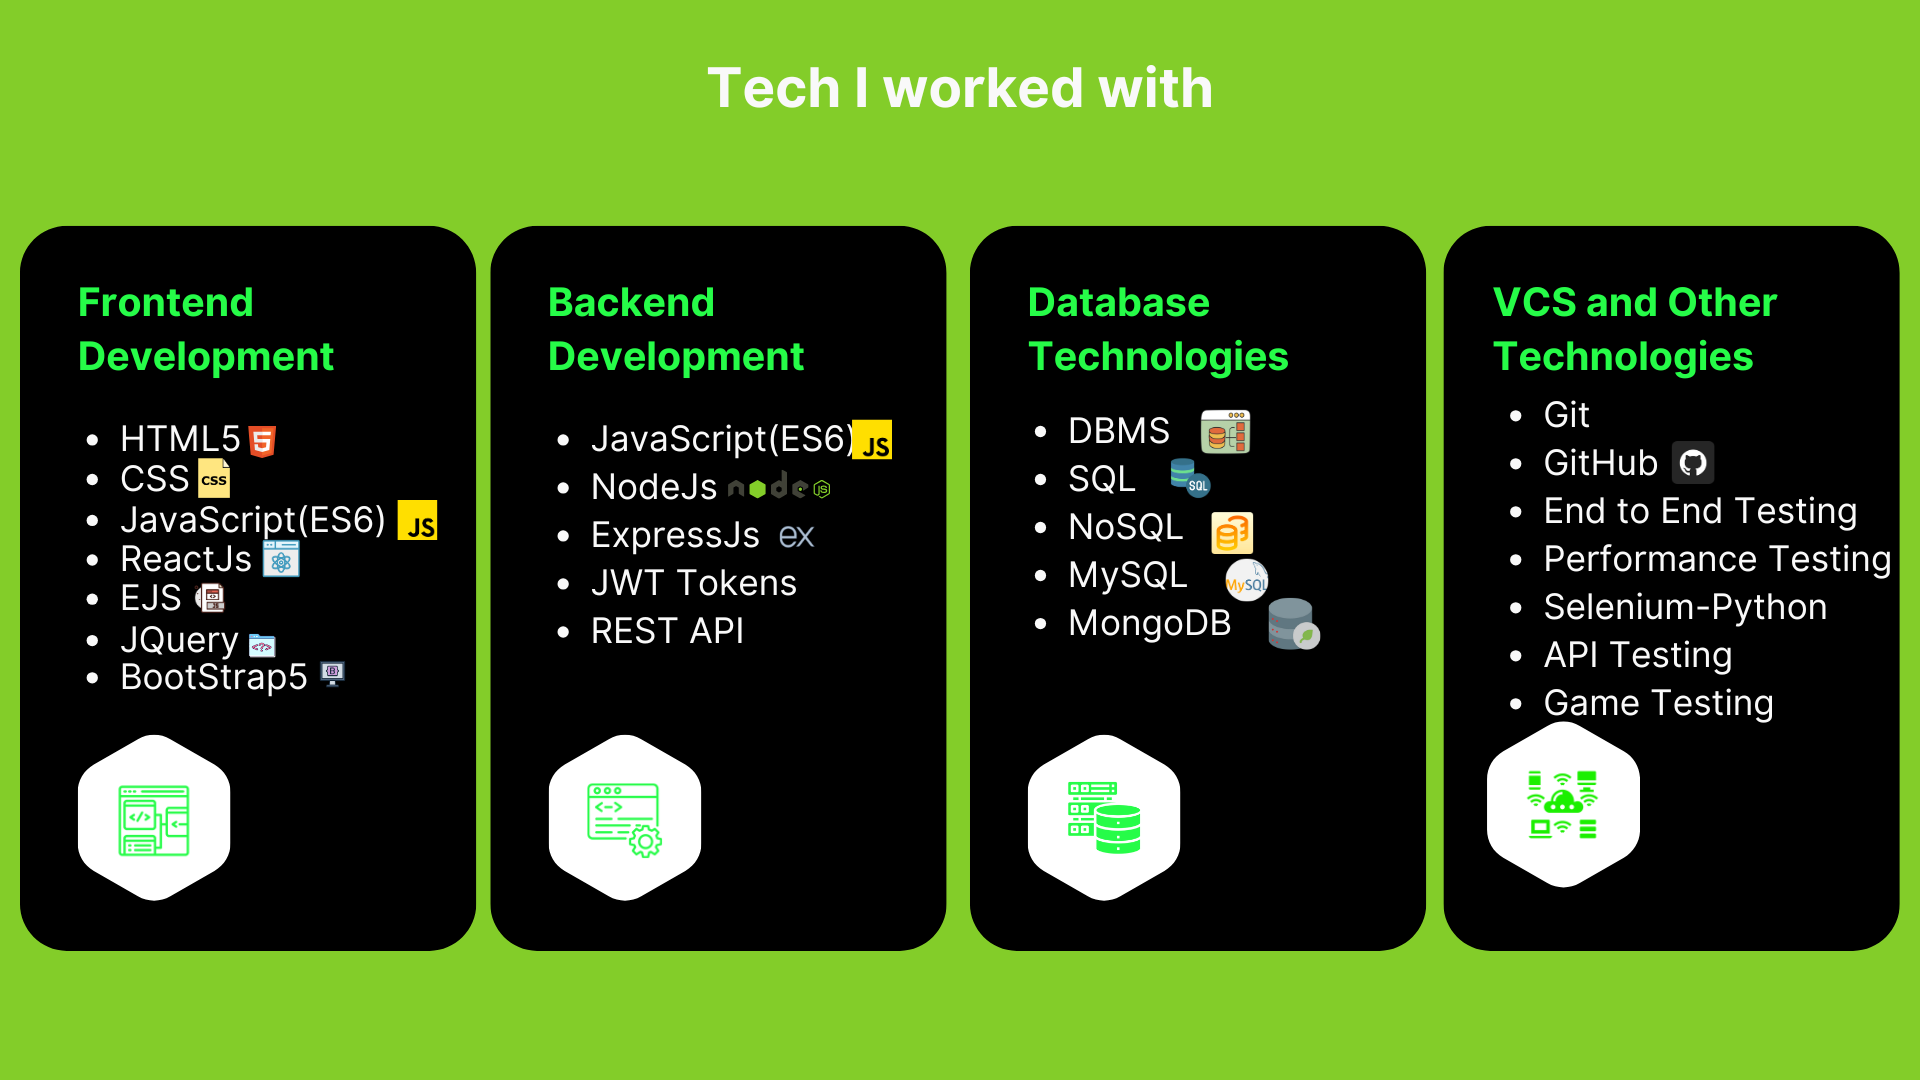 Tech I worked with
Frontend
Development
• HTML5
• CSS
CSS
• JavaScript(ES6)
JS
• ReactJs
• EJS
• JQuery
• BootStrap5
Backend
Development
• JavaScript(ES6)
JS
• NodeJs
node JS
• ExpressJs
ex
• JWT Tokens
• REST API
Database
Technologies
• DBMS
• SQL
SQL
• NoSQL
• MySQL
MySQL
• MongoDB
VCS and Other
Technologies
• Git
• GitHub
• End to End Testing
• Performance Testing
• Selenium-Python
• API Testing
• Game Testing